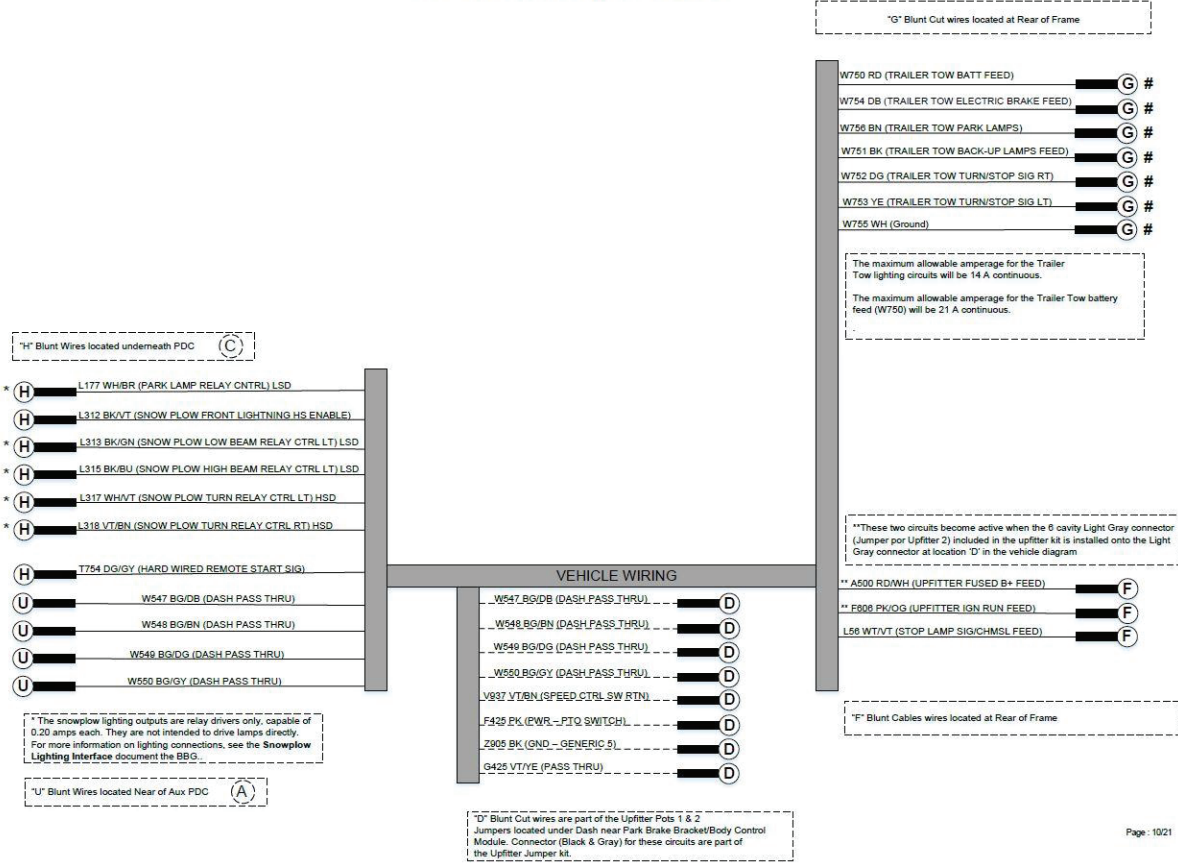 "G" Blunt Cut wires located at Rear of Frame
W750 RD (TRAILER TOW BATT FEED)
G #
W754 DB (TRAILER TOW ELECTRIC BRAKE FEED)
G #
W756 BN (TRAILER TOW PARK LAMPS)
G #
W751 BK (TRAILER TOW BACK-UP LAMPS FEED)
G #
W752 DG (TRAILER TOW TURN/STOP SIG RT)
G #
W753 YE (TRAILER TOW TURN/STOP SIG LT)
G #
W755 WH (Ground)
G #
The maximum allowable amperage for the Trailer
Tow lighting circuits will be 14 A continuous.
The maximum allowable amperage for the Trailer Tow battery
feed (W750) will be 21 A continuous.
.
"H" Blunt Wires located underneath PDC
C
* H
L177 WH/BR (PARK LAMP RELAY CNTRL) LSD
H
L312 BK/VT (SNOW PLOW FRONT LIGHTNING HS ENABLE)
* H
L313 BK/GN (SNOW PLOW LOW BEAM RELAY CTRL LT) LSD
* H
L315 BK/BU (SNOW PLOW HIGH BEAM RELAY CTRL LT) LSD
* H
L317 WH/VT (SNOW PLOW TURN RELAY CTRL LT) HSD
* H
L318 VT/BN (SNOW PLOW TURN RELAY CTRL RT) HSD
H
T754 DG/GY (HARD WIRED REMOTE START SIG)
U
W547 BG/DB (DASH PASS THRU)
U
W548 BG/BN (DASH PASS THRU)
U
W549 BG/DG (DASH PASS THRU)
U
W550 BG/GY (DASH PASS THRU)
* The snowplow lighting outputs are relay drivers only, capable of
0.20 amps each. They are not intended to drive lamps directly.
For more information on lighting connections, see the Snowplow
Lighting Interface document the BBG..
"U" Blunt Wires located Near of Aux PDC
A
VEHICLE WIRING
W547 BG/DB (DASH PASS THRU)
D
W548 BG/BN (DASH PASS THRU)
D
W549 BG/DG (DASH PASS THRU)
D
W550 BG/GY (DASH PASS THRU)
D
V937 VT/BN (SPEED CTRL SW RTN)
D
F425 PK (PWR – PTO SWITCH)
D
Z905 BK (GND – GENERIC 5)
D
G425 VT/YE (PASS THRU)
D
"D" Blunt Cut wires are part of the Upfitter Pots 1 & 2
Jumpers located under Dash near Park Brake Bracket/Body Control
Module. Connector (Black & Gray) for these circuits are part of
the Upfitter Jumper kit.
**These two circuits become active when the 6 cavity Light Gray connector
(Jumper por Upfitter 2) included in the upfitter kit is installed onto the Light
Gray connector at location 'D' in the vehicle diagram
** A500 RD/WH (UPFITTER FUSED B+ FEED)
F
** F606 PK/OG (UPFITTER IGN RUN FEED)
F
L56 WT/VT (STOP LAMP SIG/CHMSL FEED)
F
"F" Blunt Cables wires located at Rear of Frame
Page : 10/21